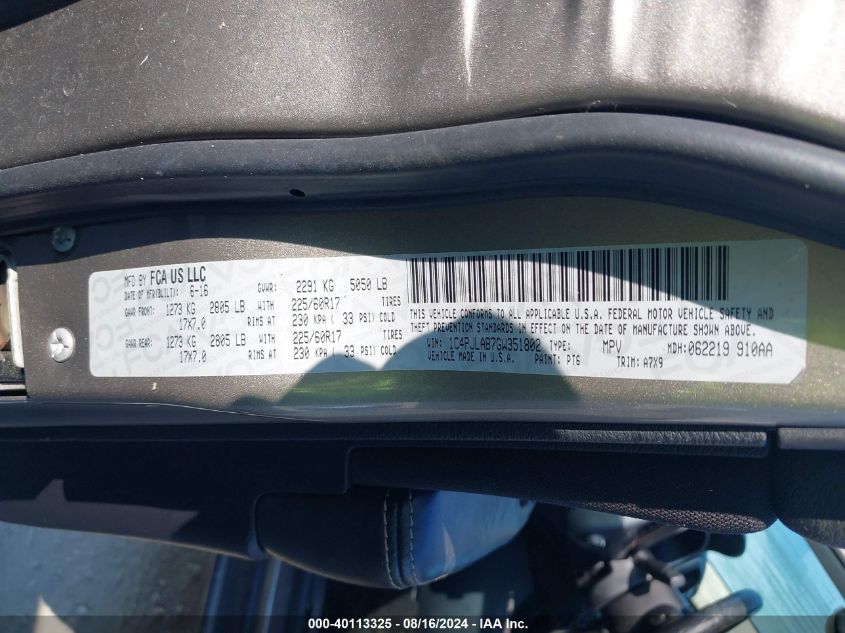 MFD BY FCA US LLC
DATE OF MFR(BUILT): 6-16
GVWR: 2291 KG 5050 LB
GAWR FRONT: 1273 KG 2805 LB WITH 225/60R17 TIRES
17X7.0 RIMS AT 230 KPA ( 33 PSI) COLD
GAWR REAR: 1273 KG 2805 LB WITH 225/60R17 TIRES
17X7.0 RIMS AT 230 KPA ( 33 PSI) COLD
THIS VEHICLE CONFORMS TO ALL APPLICABLE U.S.A. FEDERAL MOTOR VEHICLE SAFETY AND
THEFT PREVENTION STANDARDS IN EFFECT ON THE DATE OF MANUFACTURE SHOWN ABOVE.
VIN: 1C4PJLAB7GW351802 TYPE: MPV MDH: 062219 910AA
VEHICLE MADE IN U.S.A. PAINT: PTG TRIM: A7X9
000-40113325 - 08/16/2024 - IAA Inc.